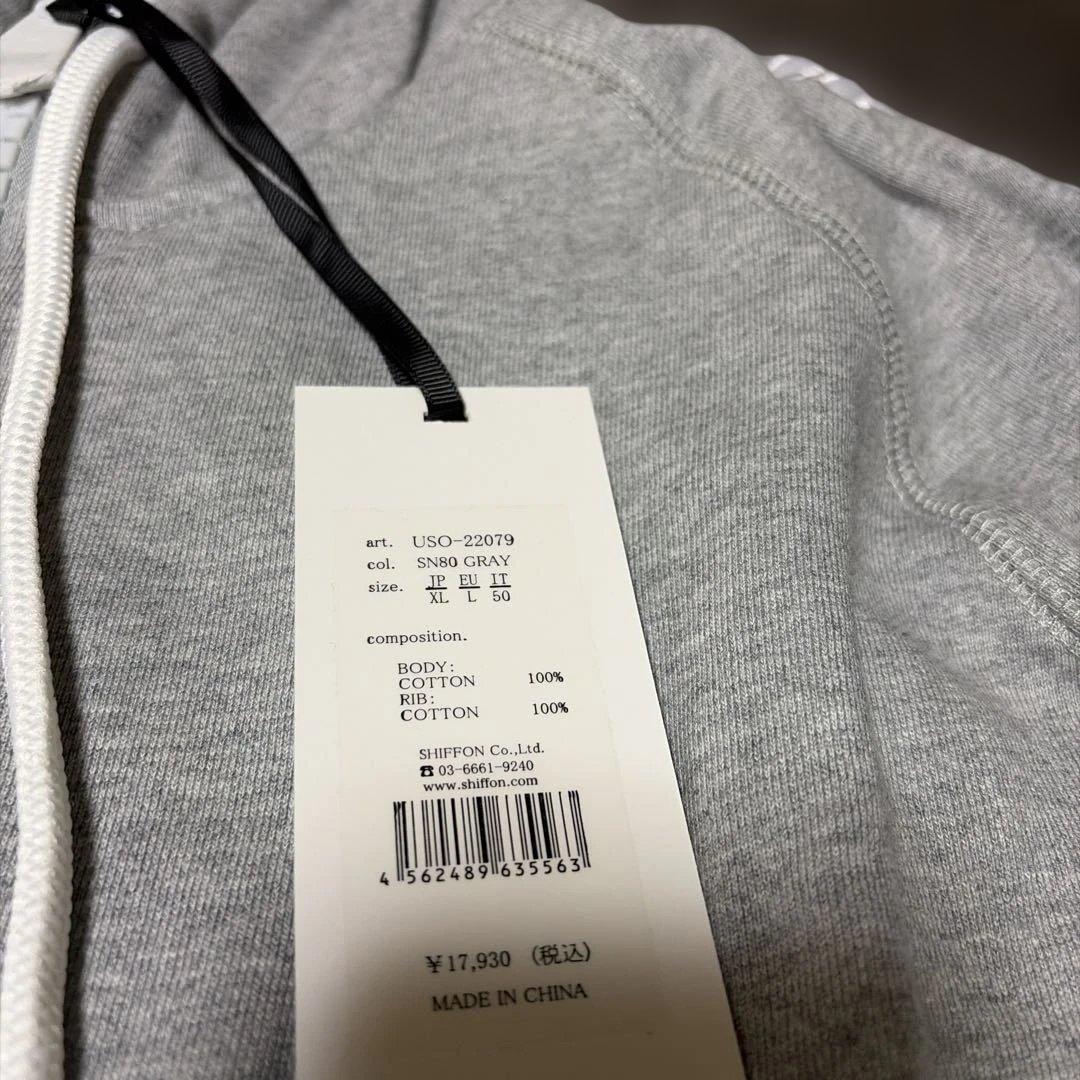 art. USO-22079
col. SN80 GRAY
size. JP EU IT
XL L 50
composition.
BODY:
COTTON 100%
RIB:
COTTON 100%
SHIFFON Co.,Ltd.
☎ 03-6661-9240
www.shiffon.com
4 562489 635563
¥17,930 (税込)
MADE IN CHINA